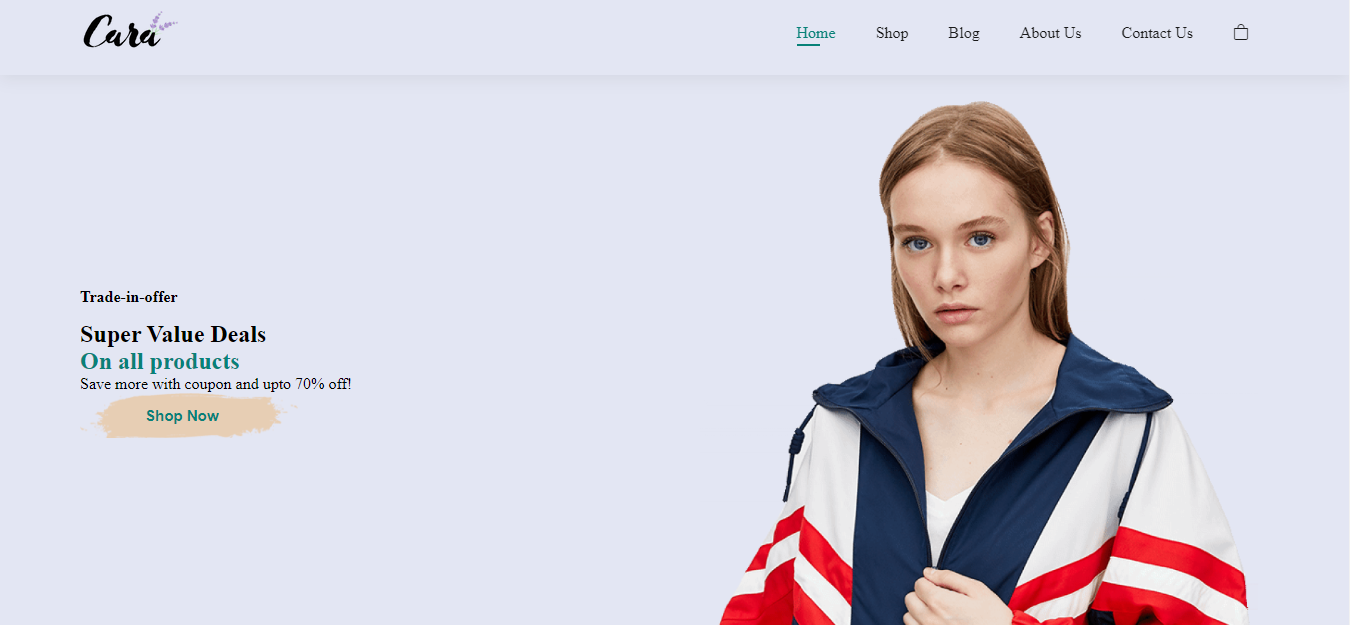 Cara
Home Shop Blog About Us Contact Us
Trade-in-offer
Super Value Deals
On all products
Save more with coupon and upto 70% off!
Shop Now